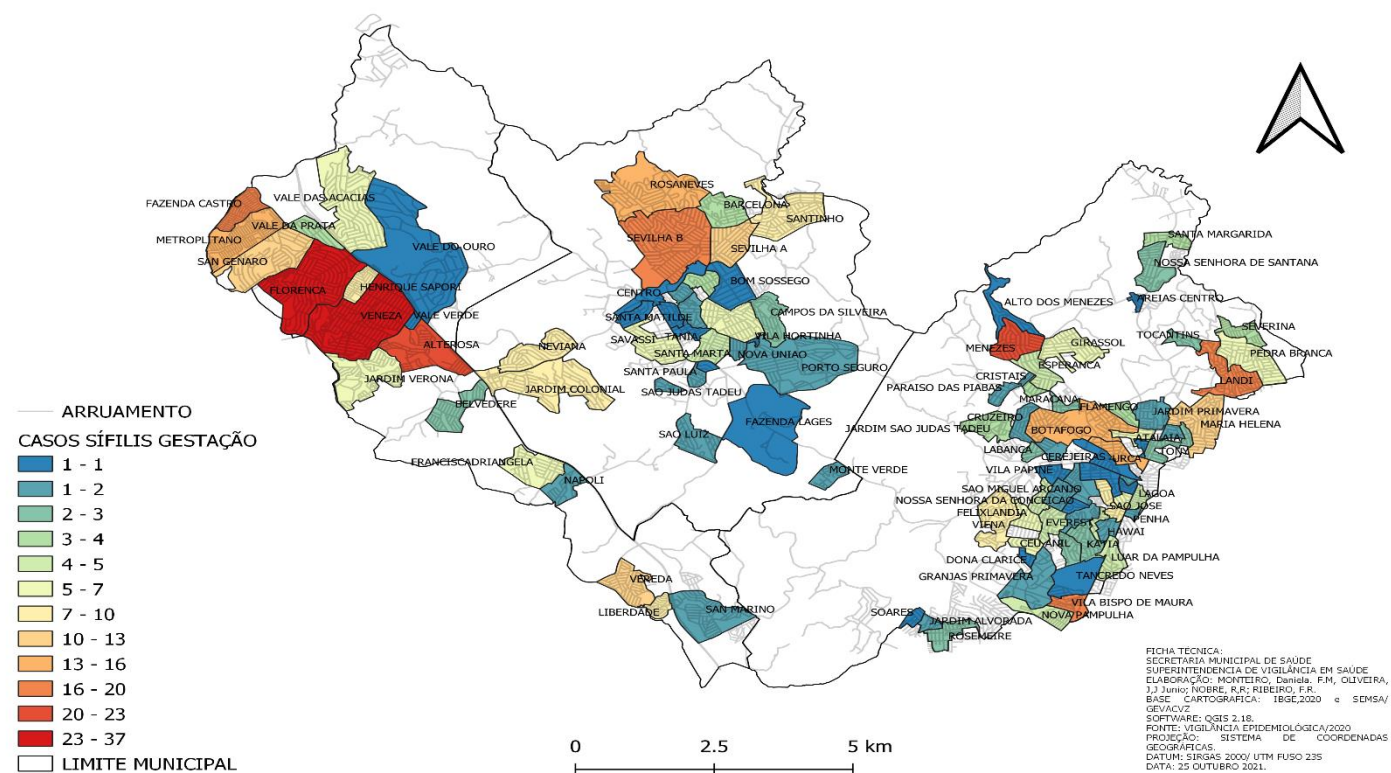 SANTA MARGARIDA
NOSSA SENHORA DE SANTANA
AREIAS CENTRO
ALTO DOS MENEZES
TOCANTINS
SEVERINA
PEDRA BRANCA
GIRASSOL
MENEZES
ESPERANCA
LANDI
CRISTAIS
PARAISO DAS PIABAS
MARACANA
FLAMENGO
JARDIM PRIMAVERA
MARIA HELENA
CRUZEIRO
JARDIM SAO JUDAS TADEU
BOTAFOGO
ATALAIA
TONY
LABANCA
CEREJEIRAS
URCA
VILA PAPINE
SAO MIGUEL ARCANJO
LAGOA
NOSSA SENHORA DA CONCEICAO
SAO JOSE
FELIXLANDIA
PENHA
VIENA
EVEREST
HAWAI
CEU ANIL
KATIA
LUAR DA PAMPULHA
DONA CLARICE
GRANJAS PRIMAVERA
TANCREDO NEVES
VILA BISPO DE MAURA
NOVA PAMPULHA
SOARES
JARDIM ALVORADA
ROSEMEIRE
ROSANEVES
BARCELONA
SANTINHO
SEVILHA B
SEVILHA A
BOM SOSSEGO
CENTRO
CAMPOS DA SILVEIRA
SANTA MATILDE
TANIA
VILA HORTINHA
SAVASSI
SANTA MARTA
NOVA UNIAO
SANTA PAULA
PORTO SEGURO
SAO JUDAS TADEU
FAZENDA LAGES
SAO LUIZ
MONTE VERDE
VALE DAS ACACIAS
FAZENDA CASTRO
VALE DA PRATA
METROPLITANO
VALE DO OURO
SAN GENARO
FLORENCA
HENRIQUE SAPORI
VENEZA
VALE VERDE
ALTEROSA
NEVIANA
JARDIM VERONA
JARDIM COLONIAL
BELVEDERE
FRANCISCADRIANGELA
NAPOLI
VEREDA
LIBERDADE
SAN MARINO
ARRUAMENTO
CASOS SÍFILIS GESTAÇÃO
1 - 1
1 - 2
2 - 3
3 - 4
4 - 5
5 - 7
7 - 10
10 - 13
13 - 16
16 - 20
20 - 23
23 - 37
LIMITE MUNICIPAL
0 2.5 5 km
FICHA TÉCNICA:
SECRETARIA MUNICIPAL DE SAÚDE
SUPERINTENDENCIA DE VIGILÂNCIA EM SAÚDE
ELABORAÇÃO: MONTEIRO, Daniela. F.M, OLIVEIRA,
J.J Junio; NOBRE, R.R; RIBEIRO, F.R.
BASE CARTOGRAFICA: IBGE,2020 e SEMSA/
GEVACVZ
SOFTWARE: QGIS 2.18.
FONTE: VIGILÂNCIA EPIDEMIOLÓGICA/2020
PROJEÇÃO: SISTEMA DE COORDENADAS
GEOGRÁFICAS.
DATUM: SIRGAS 2000/ UTM FUSO 23S
DATA: 25 OUTUBRO 2021.